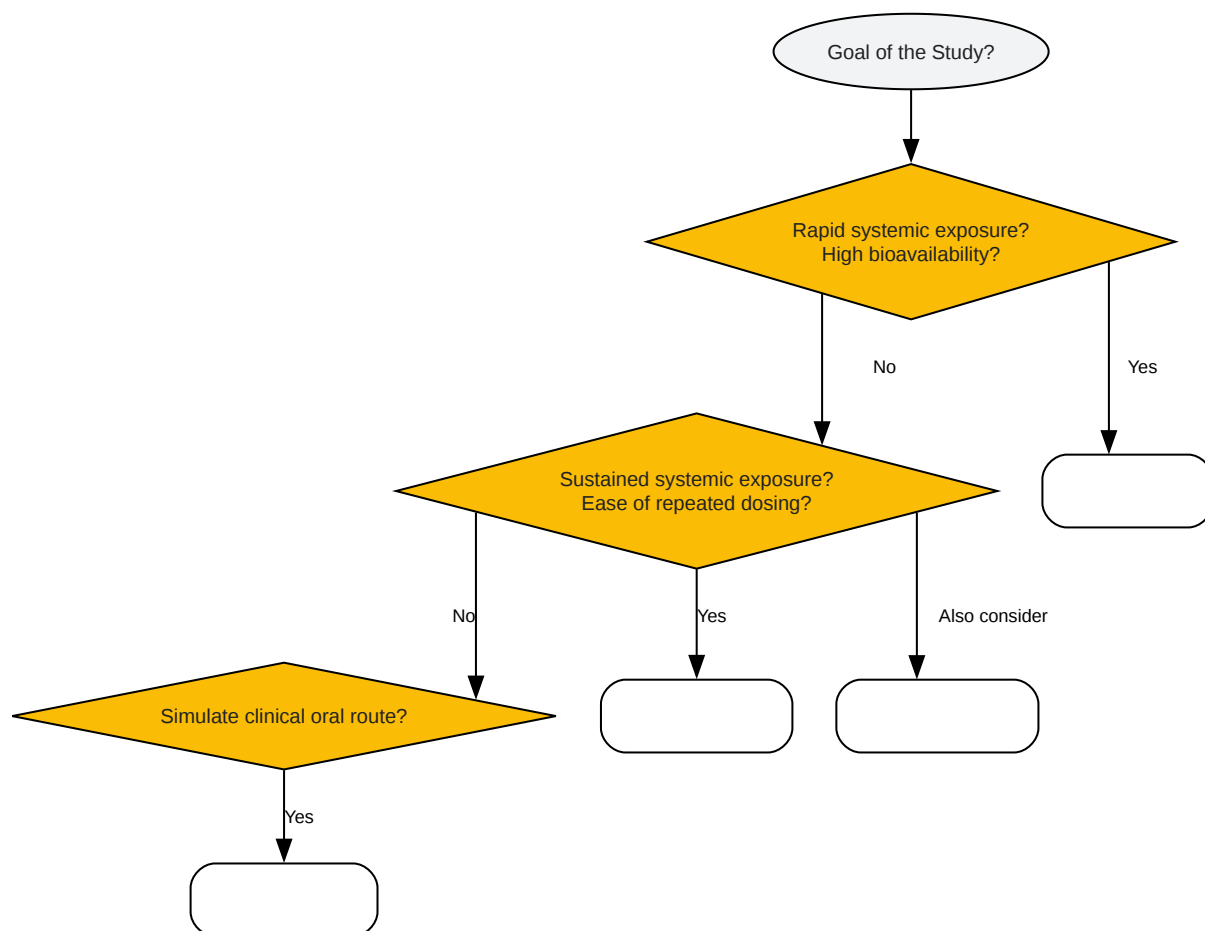 Goal of the Study?
Rapid systemic exposure?
High bioavailability?
No
Yes
Sustained systemic exposure?
Ease of repeated dosing?
No
Yes
Also consider
Simulate clinical oral route?
Yes